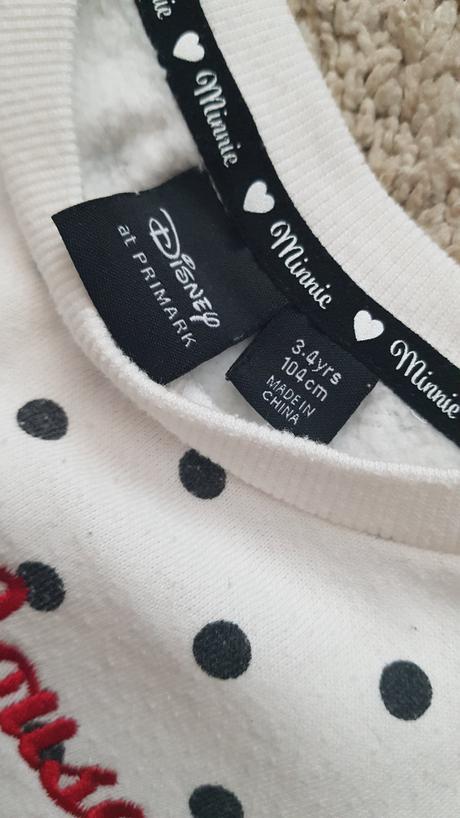 Minnie
Minnie
Minnie
DISNEY
at PRIMARK
3-4yrs
104cm
MADE IN
CHINA